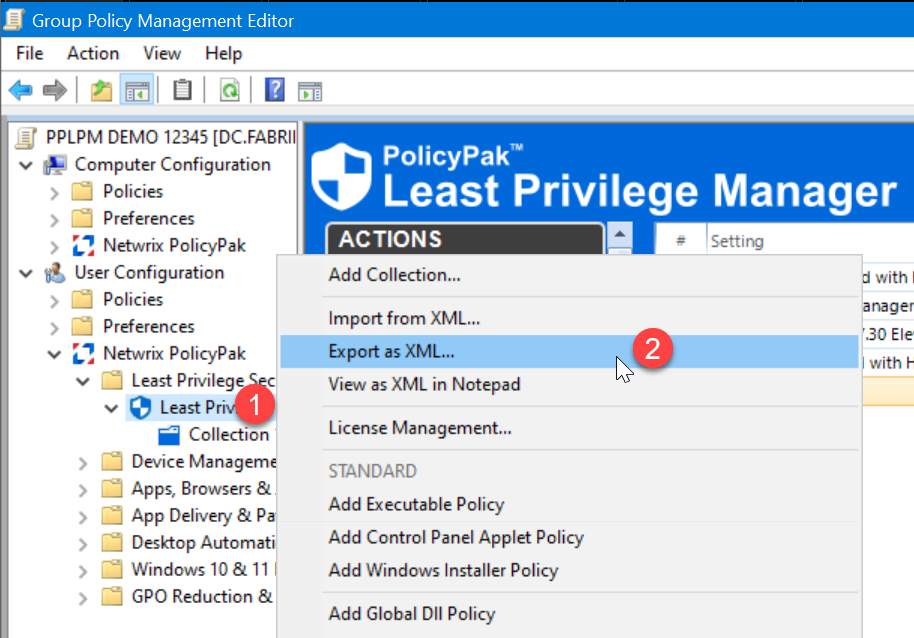 Group Policy Management Editor
File Action View Help
PPLPM DEMO 12345 [DC.FABRI
Computer Configuration
Policies
Preferences
Netwrix PolicyPak
User Configuration
Policies
Preferences
Netwrix PolicyPak
Least Privilege Sec
Least Priv
1
Collection
Device Manageme
Apps, Browsers &
App Delivery & Pa
Desktop Automati
Windows 10 & 11
GPO Reduction &
PolicyPak™
Least Privilege Manager
ACTIONS
# Setting
Add Collection...
Import from XML...
Export as XML...
2
View as XML in Notepad
License Management...
STANDARD
Add Executable Policy
Add Control Panel Applet Policy
Add Windows Installer Policy
Add Global Dll Policy
d with
anager
.30 Ele
d with H